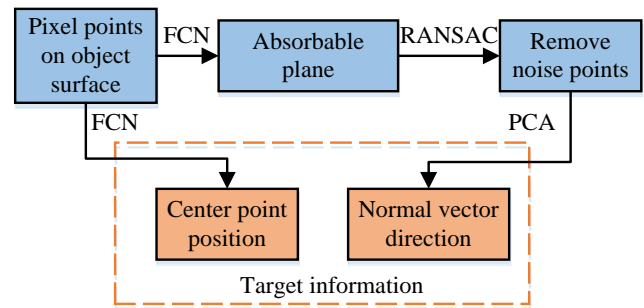 Pixel points
on object
surface
FCN
Absorbable
plane
RANSAC
Remove
noise points
FCN
PCA
Center point
position
Normal vector
direction
Target information